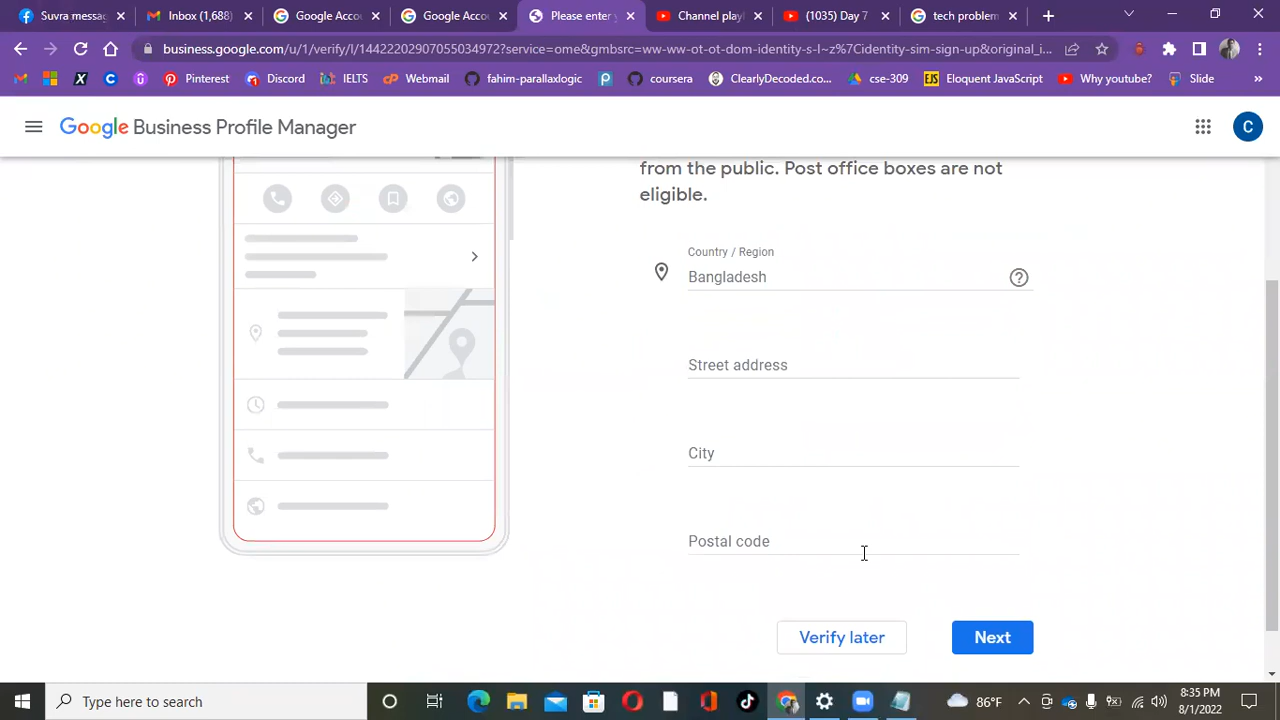 Suvra messag
Inbox (1,688)
Google Accou
Google Accou
Please enter y
Channel playl
(1035) Day 7
tech problem
business.google.com/u/1/verify/l/14422202907055034972?service=ome&gmbsrc=ww-ww-ot-ot-dom-identity-s-l~z%7Cidentity-sim-sign-up&original_i...
Pinterest
Discord
IELTS
Webmail
fahim-parallaxlogic
coursera
ClearlyDecoded.co...
cse-309
EJS
Eloquent JavaScript
Why youtube?
Slide
»
Google Business Profile Manager
C
from the public. Post office boxes are not
eligible.
Country / Region
Bangladesh
Street address
City
Postal code
Verify later
Next
Type here to search
86°F
8:35 PM
8/1/2022